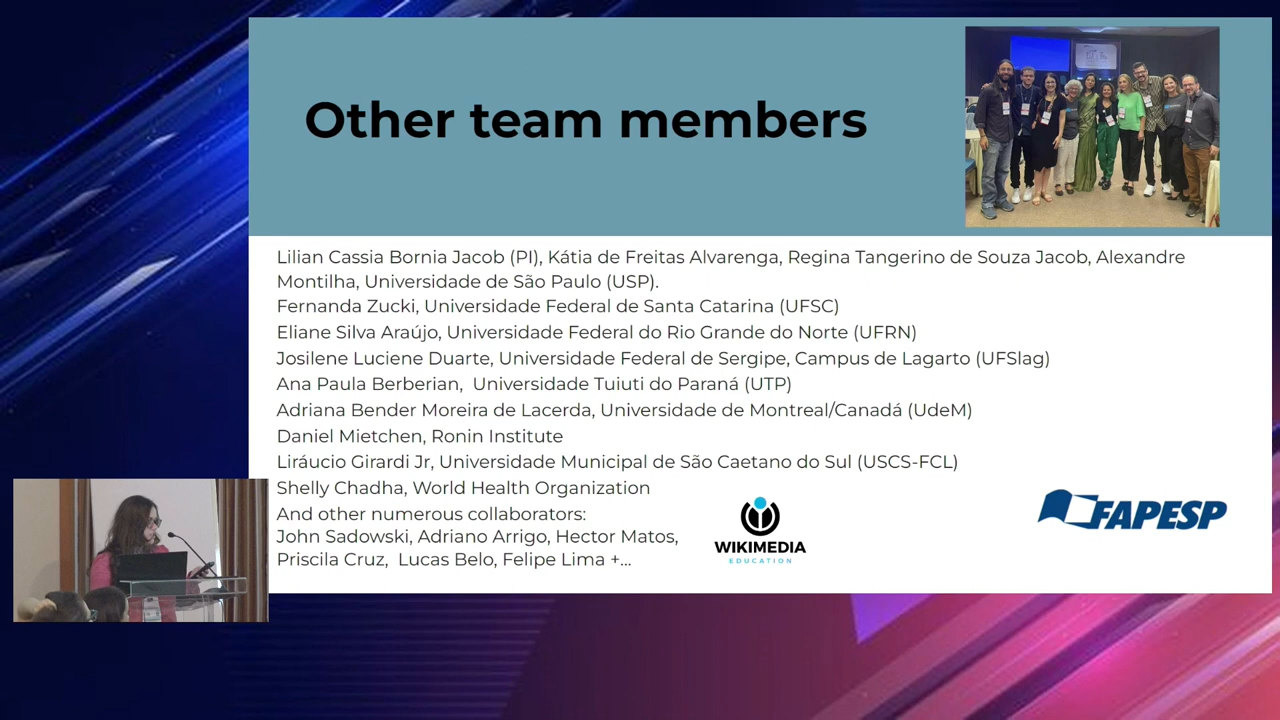 Other team members
Lilian Cassia Bornia Jacob (PI), Kátia de Freitas Alvarenga, Regina Tangerino de Souza Jacob, Alexandre
Montilha, Universidade de São Paulo (USP).
Fernanda Zucki, Universidade Federal de Santa Catarina (UFSC)
Eliane Silva Araújo, Universidade Federal do Rio Grande do Norte (UFRN)
Josilene Luciene Duarte, Universidade Federal de Sergipe, Campus de Lagarto (UFSlag)
Ana Paula Berberian, Universidade Tuiuti do Paraná (UTP)
Adriana Bender Moreira de Lacerda, Universidade de Montreal/Canadá (UdeM)
Daniel Mietchen, Ronin Institute
Liráucio Girardi Jr, Universidade Municipal de São Caetano do Sul (USCS-FCL)
Shelly Chadha, World Health Organization
And other numerous collaborators:
John Sadowski, Adriano Arrigo, Hector Matos,
Priscila Cruz, Lucas Belo, Felipe Lima +...
WIKIMEDIA
EDUCATION
FAPESP